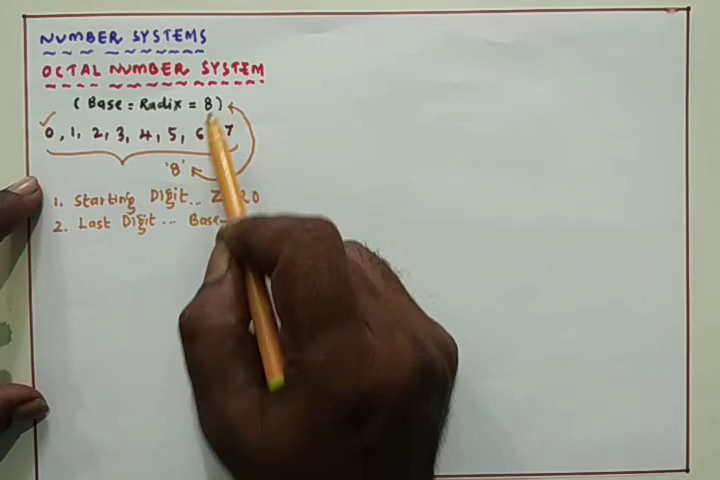 NUMBER SYSTEMS
OCTAL NUMBER SYSTEM
( Base = Radix = 8)
0, 1, 2, 3, 4, 5, 6 7
'8'
1. Starting Digit...
2. Last Digit ... Base-